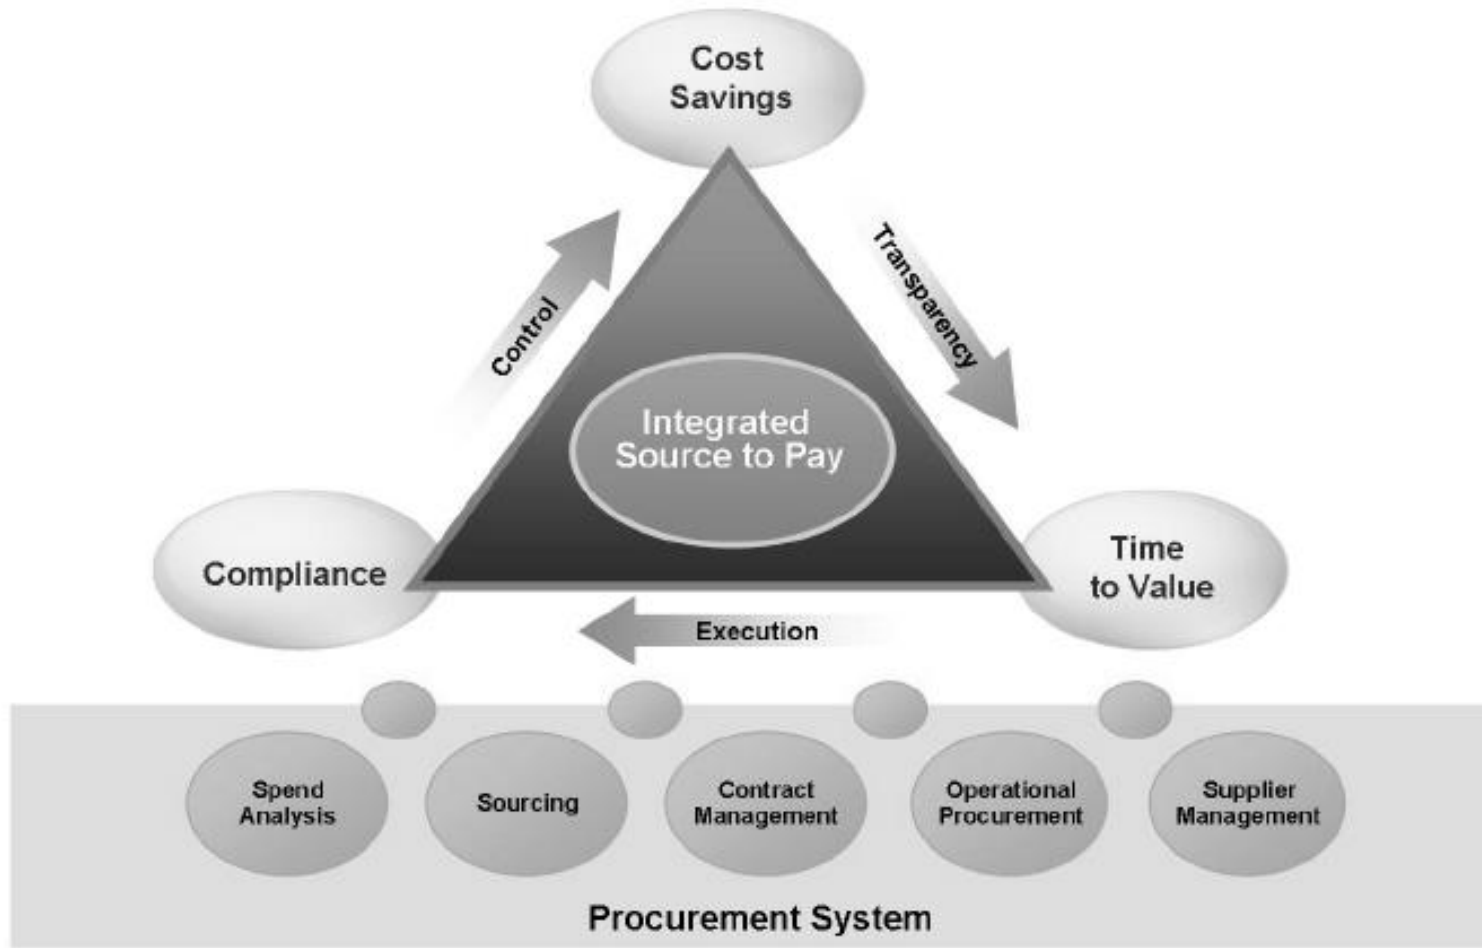 Cost
Savings
Control
Transparency
Integrated
Source to Pay
Compliance
Time
to Value
Execution
Spend
Analysis
Sourcing
Contract
Management
Operational
Procurement
Supplier
Management
Procurement System